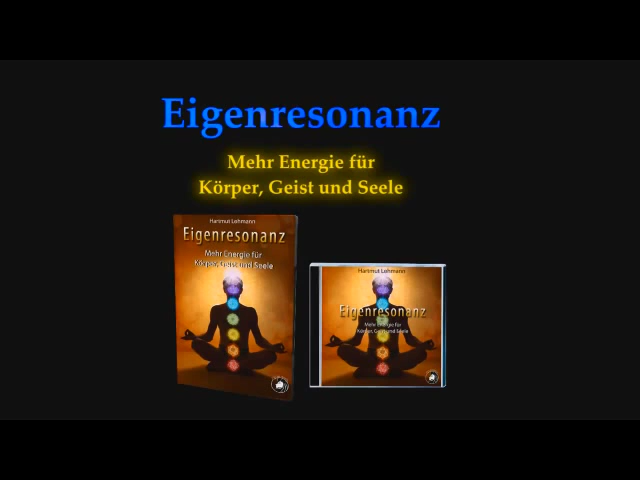 Eigenresonanz
Mehr Energie für
Körper, Geist und Seele
Hartmut Lehmann
Eigenresonanz
Mehr Energie für
Körper, Geist und Seele
Hartmut Lehmann
Eigenresonanz
Mehr Energie für
Körper, Geist und Seele